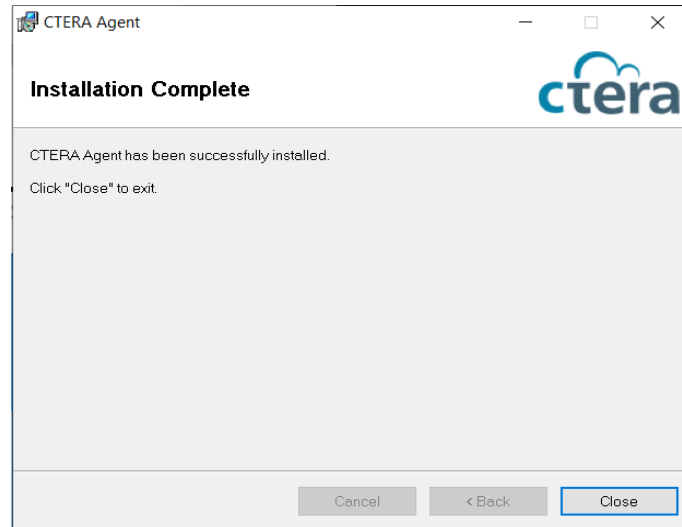 CTERA Agent
Installation Complete
ctera
CTERA Agent has been successfully installed.
Click "Close" to exit.
Cancel
< Back
Close